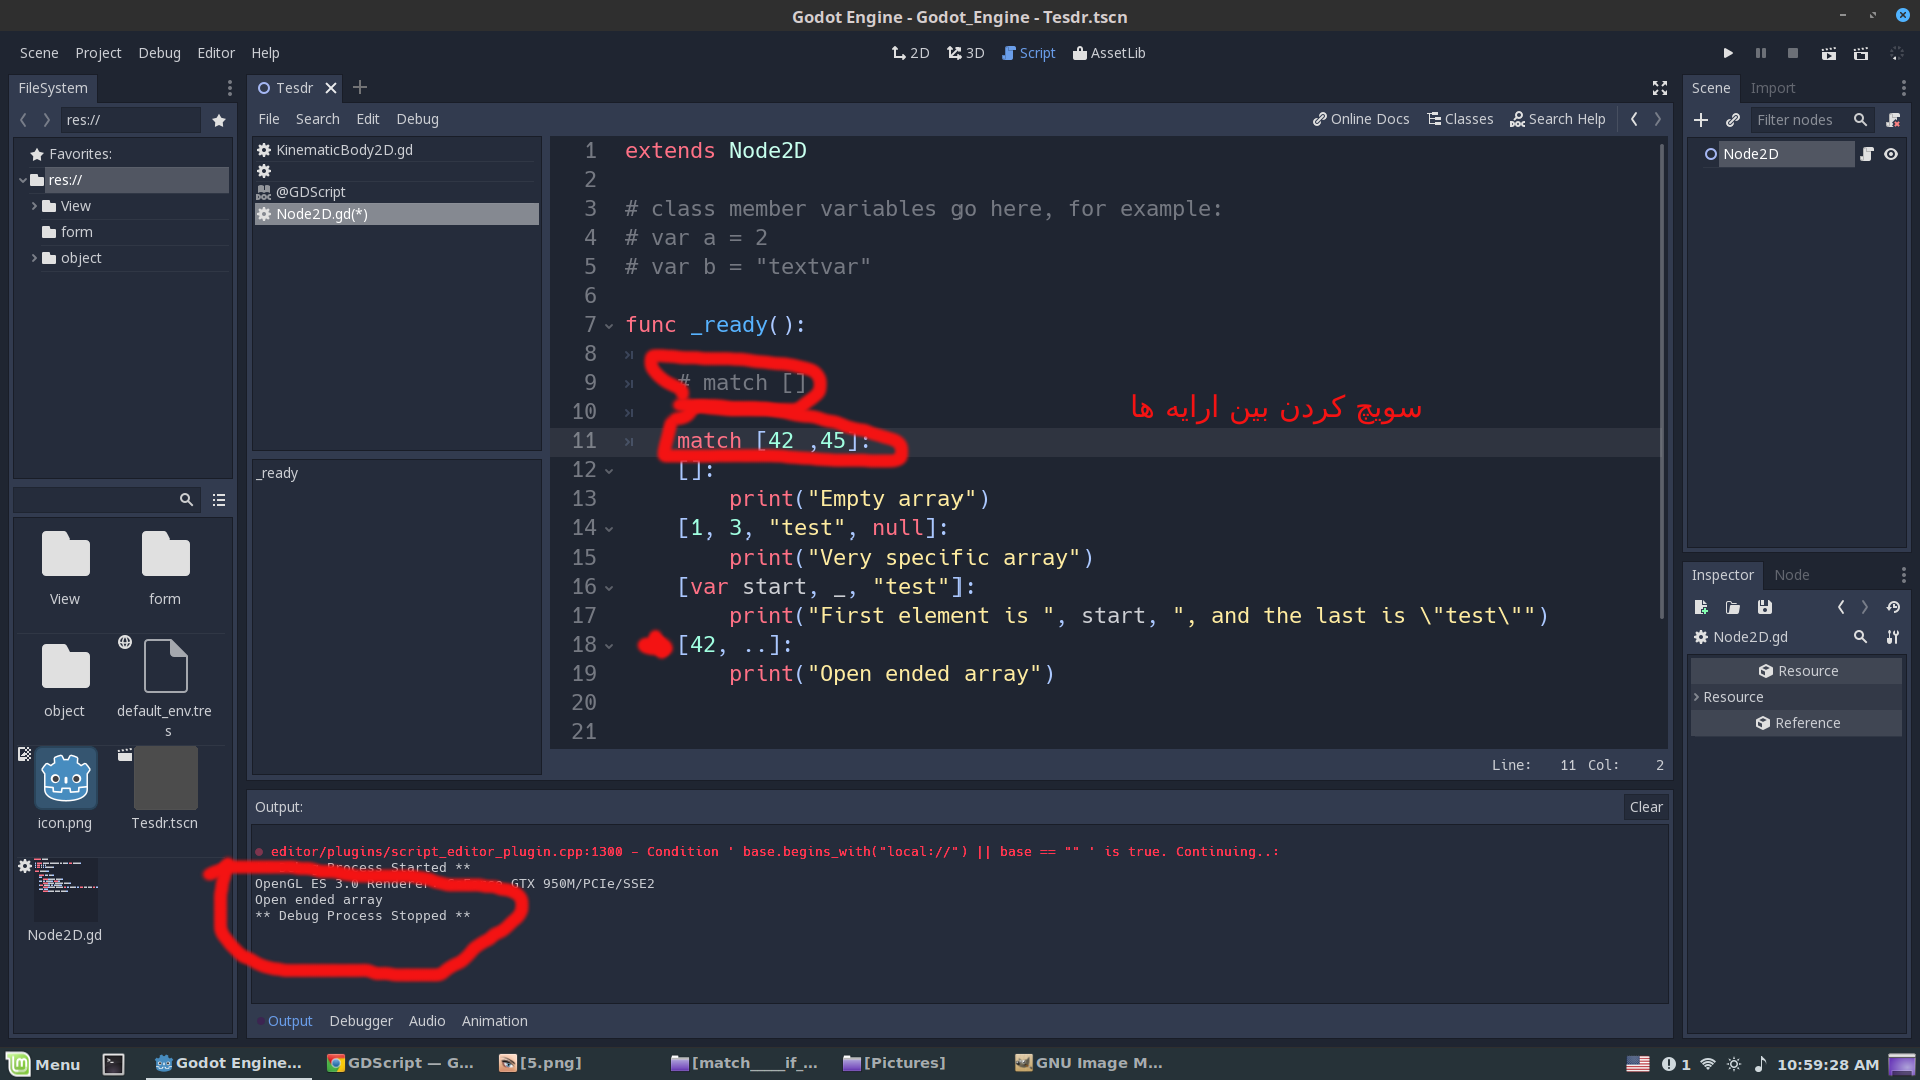 Godot Engine - Godot_Engine - Tesdr.tscn
Scene Project Debug Editor Help
2D 3D Script AssetLib
FileSystem
res://
Favorites:
res://
View
form
object
View form
object default_env.tres
icon.png Tesdr.tscn
Node2D.gd
Tesdr
File Search Edit Debug
Online Docs Classes Search Help
KinematicBody2D.gd
@GDScript
Node2D.gd(*)
_ready
1 extends Node2D
2
3 # class member variables go here, for example:
4 # var a = 2
5 # var b = "textvar"
6
7 func _ready():
8
9 # match []
سویچ کردن بین ارایه ها
10
11 match [42 ,45]:
12 []:
13 print("Empty array")
14 [1, 3, "test", null]:
15 print("Very specific array")
16 [var start, _, "test"]:
17 print("First element is ", start, ", and the last is \"test\"")
18 [42, ..]:
19 print("Open ended array")
20
21
Line: 11 Col: 2
Output: Clear
editor/plugins/script_editor_plugin.cpp:1300 - Condition ' base.begins_with("local://") || base == "" ' is true. Continuing..:
Process Started **
OpenGL ES 3.0 Renderer GTX 950M/PCIe/SSE2
Open ended array
** Debug Process Stopped **
Output Debugger Audio Animation
Scene Import
Filter nodes
Node2D
Inspector Node
Node2D.gd
Resource
Resource
Reference
Menu Godot Engine... GDScript — G... [5.png] [match____if_... [Pictures] GNU Image M... 1 10:59:28 AM